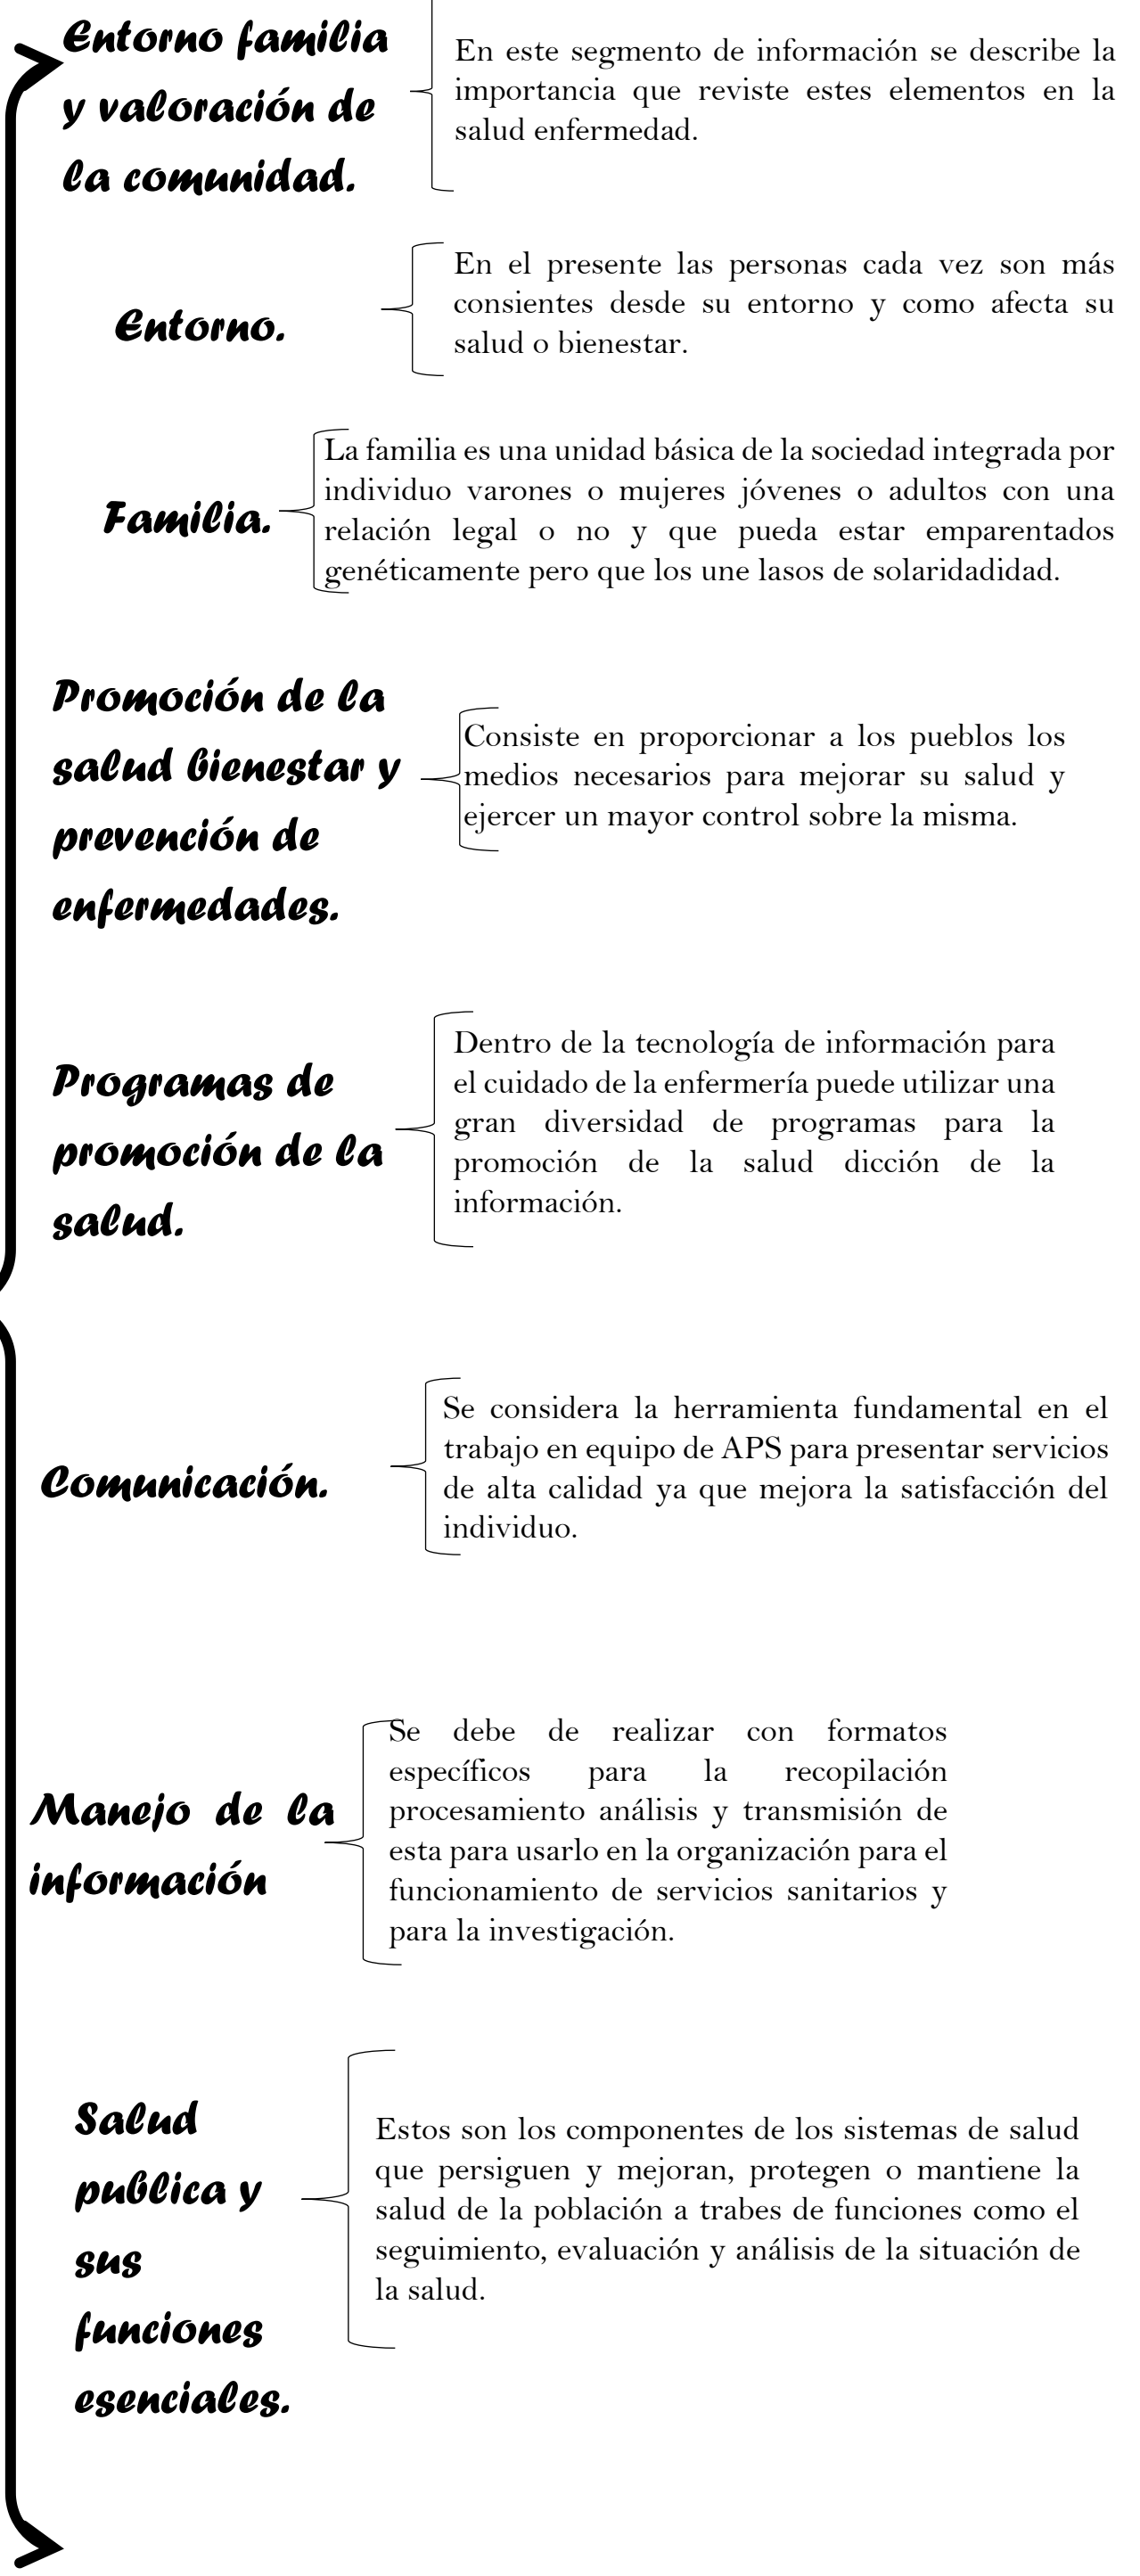 Entorno familia
y valoración de
la comunidad.
En este segmento de información se describe la
importancia que reviste estes elementos en la
salud enfermedad.
Entorno.
En el presente las personas cada vez son más
consientes desde su entorno y como afecta su
salud o bienestar.
Familia.
La familia es una unidad básica de la sociedad integrada por
individuo varones o mujeres jóvenes o adultos con una
relación legal o no y que pueda estar emparentados
genéticamente pero que los une lasos de solaridadidad.
Promoción de la
salud bienestar y
prevención de
enfermedades.
Consiste en proporcionar a los pueblos los
medios necesarios para mejorar su salud y
ejercer un mayor control sobre la misma.
Programas de
promoción de la
salud.
Dentro de la tecnología de información para
el cuidado de la enfermería puede utilizar una
gran diversidad de programas para la
promoción de la salud dicción de la
información.
Comunicación.
Se considera la herramienta fundamental en el
trabajo en equipo de APS para presentar servicios
de alta calidad ya que mejora la satisfacción del
individuo.
Manejo de la
información
Se debe de realizar con formatos
específicos para la recopilación
procesamiento análisis y transmisión de
esta para usarlo en la organización para el
funcionamiento de servicios sanitarios y
para la investigación.
Salud
publica y
sus
funciones
esenciales.
Estos son los componentes de los sistemas de salud
que persiguen y mejoran, protegen o mantiene la
salud de la población a trabes de funciones como el
seguimiento, evaluación y análisis de la situación de
la salud.